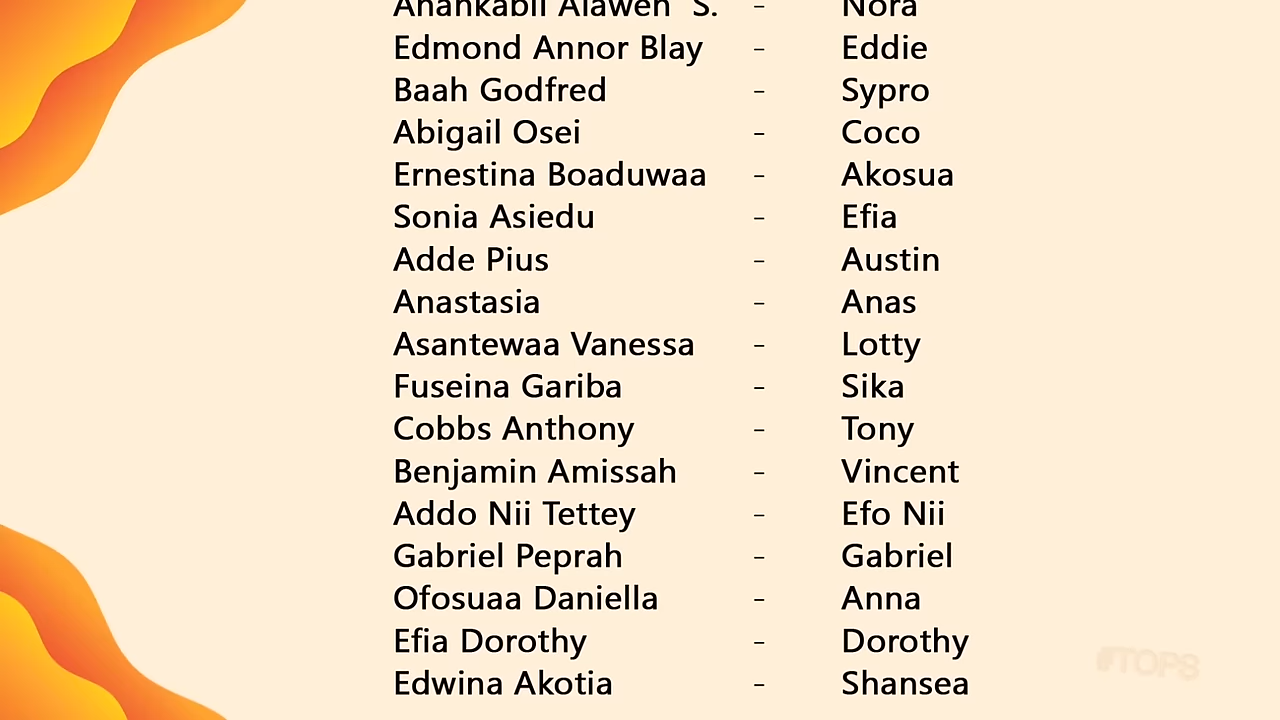 Anankabil Alaweh S. - Nora
Edmond Annor Blay - Eddie
Baah Godfred - Sypro
Abigail Osei - Coco
Ernestina Boaduwaa - Akosua
Sonia Asiedu - Efia
Adde Pius - Austin
Anastasia - Anas
Asantewaa Vanessa - Lotty
Fuseina Gariba - Sika
Cobbs Anthony - Tony
Benjamin Amissah - Vincent
Addo Nii Tettey - Efo Nii
Gabriel Peprah - Gabriel
Ofosuaa Daniella - Anna
Efia Dorothy - Dorothy
Edwina Akotia - Shansea